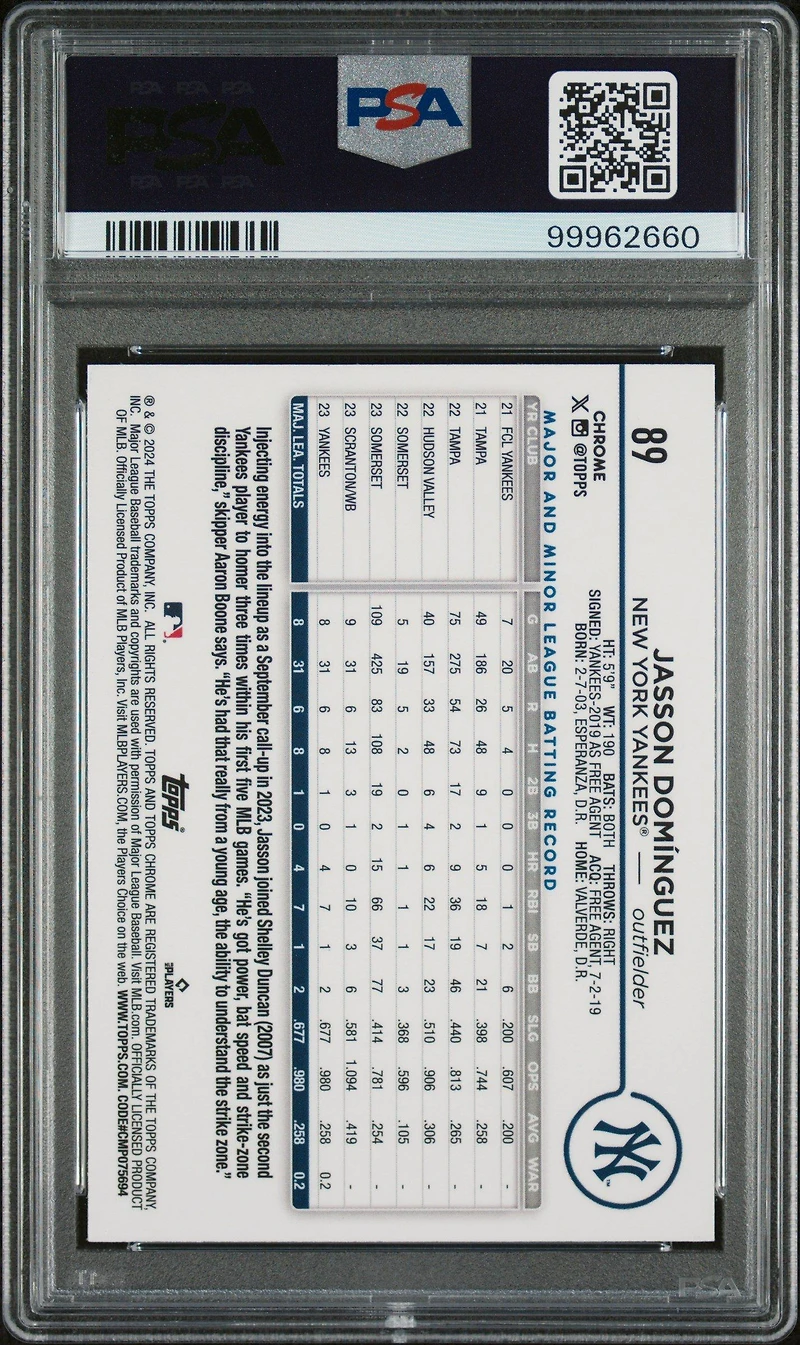 PSA PSA PSA
PSA
PSA PSA PSA
PSA
99962660
89
JASSON DOMÍNGUEZ
NEW YORK YANKEES® — outfielder
CHROME
@TOPPS
HT: 5'9" WT: 190 BATS: BOTH THROWS: RIGHT
SIGNED: YANKEES-2019 AS FREE AGENT ACQ: FREE AGENT, 7-2-19
BORN: 2-7-03, ESPERANZA, D.R. HOME: VALVERDE, D.R.
NY
MAJOR AND MINOR LEAGUE BATTING RECORD
YR CLUB G AB R H 2B 3B HR RBI SB BB SLG OPS AVG WAR
21 FCL YANKEES 7 20 5 4 0 0 0 1 2 6 .200 .607 .200 -
21 TAMPA 49 186 26 48 9 1 5 18 7 21 .398 .744 .258 -
22 TAMPA 75 275 54 73 17 2 9 36 19 46 .440 .813 .265 -
22 HUDSON VALLEY 40 157 33 48 6 4 6 22 17 23 .510 .906 .306 -
22 SOMERSET 5 19 5 2 0 1 1 1 1 3 .368 .596 .105 -
23 SOMERSET 109 425 83 108 19 2 15 66 37 77 .414 .781 .254 -
23 SCRANTON/WB 9 31 6 13 3 1 0 10 3 6 .581 1.094 .419 -
23 YANKEES 8 31 6 8 1 0 4 7 1 2 .677 .980 .258 0.2
MAJ. LEA. TOTALS 8 31 6 8 1 0 4 7 1 2 .677 .980 .258 0.2
Injecting energy into the lineup as a September call-up in 2023, Jasson joined Shelley Duncan (2007) as just the second
Yankees player to homer three times within his first five MLB games. "He's got power, bat speed and strike-zone
discipline," skipper Aaron Boone says. "He's had that really from a young age, the ability to understand the strike zone."
topps®
PLAYERS
® & © 2024 THE TOPPS COMPANY, INC. ALL RIGHTS RESERVED. TOPPS AND TOPPS CHROME ARE REGISTERED TRADEMARKS OF THE TOPPS COMPANY,
INC. Major League Baseball trademarks and copyrights are used with permission of Major League Baseball. Visit MLB.com. OFFICIALLY LICENSED PRODUCT
OF MLB. Officially Licensed Product of MLB Players, Inc. Visit MLBPLAYERS.COM, the Players Choice on the web. WWW.TOPPS.COM. CODE#CMP075694
PSA